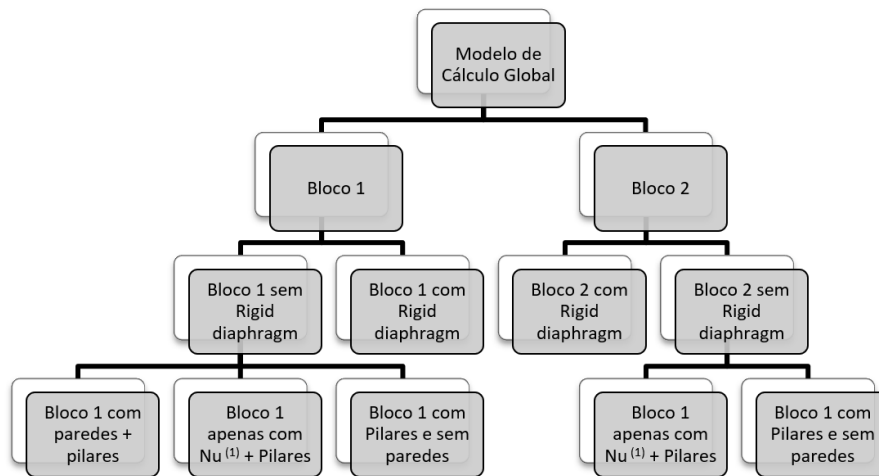 Modelo de
Cálculo Global
Bloco 1
Bloco 2
Bloco 1 sem
Rigid
diaphragm
Bloco 1 com
Rigid
diaphragm
Bloco 2 com
Rigid
diaphragm
Bloco 2 sem
Rigid
diaphragm
Bloco 1 com
paredes +
pilares
Bloco 1
apenas com
Nu (1) + Pilares
Bloco 1 com
Pilares e sem
paredes
Bloco 1
apenas com
Nu (1) + Pilares
Bloco 1 com
Pilares e sem
paredes